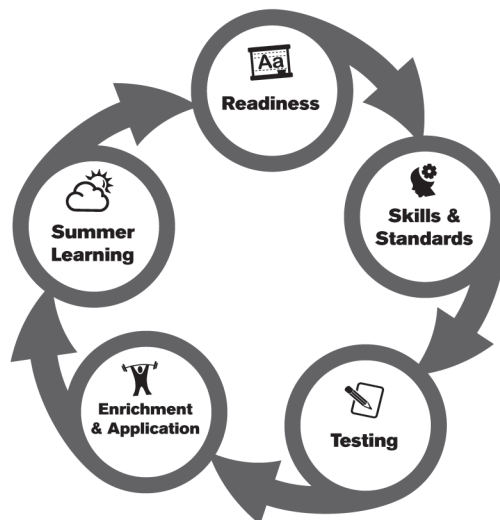 Aa
Readiness
Skills &
Standards
Testing
Enrichment
& Application
Summer
Learning